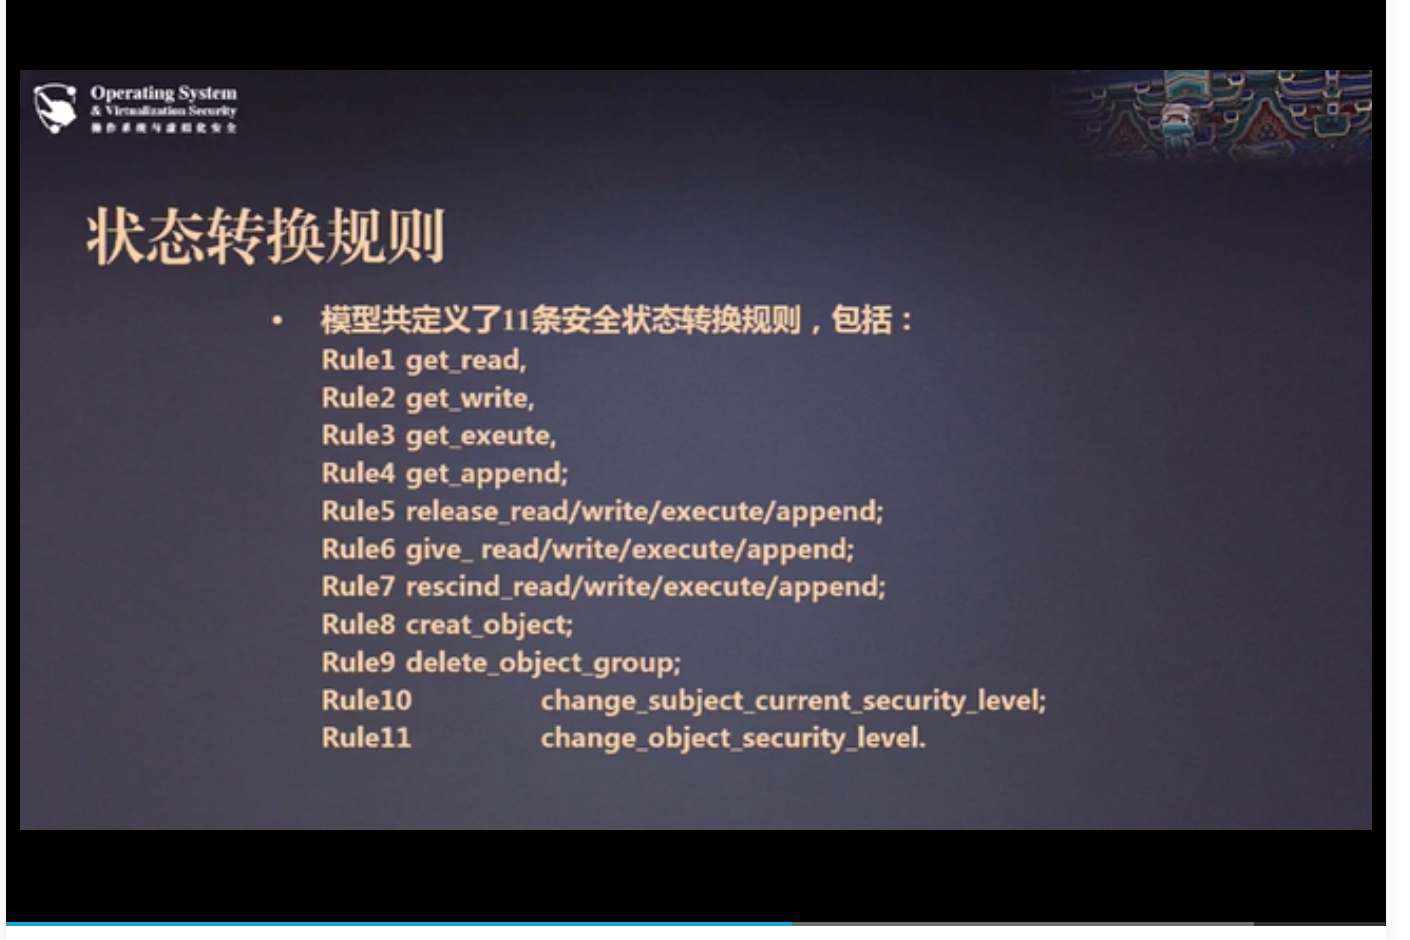 Operating System
& Virtualization Security
操作系统与虚拟化安全
状态转换规则
• 模型共定义了11条安全状态转换规则，包括：
Rule1 get_read,
Rule2 get_write,
Rule3 get_exeute,
Rule4 get_append;
Rule5 release_read/write/execute/append;
Rule6 give_ read/write/execute/append;
Rule7 rescind_read/write/execute/append;
Rule8 creat_object;
Rule9 delete_object_group;
Rule10 change_subject_current_security_level;
Rule11 change_object_security_level.